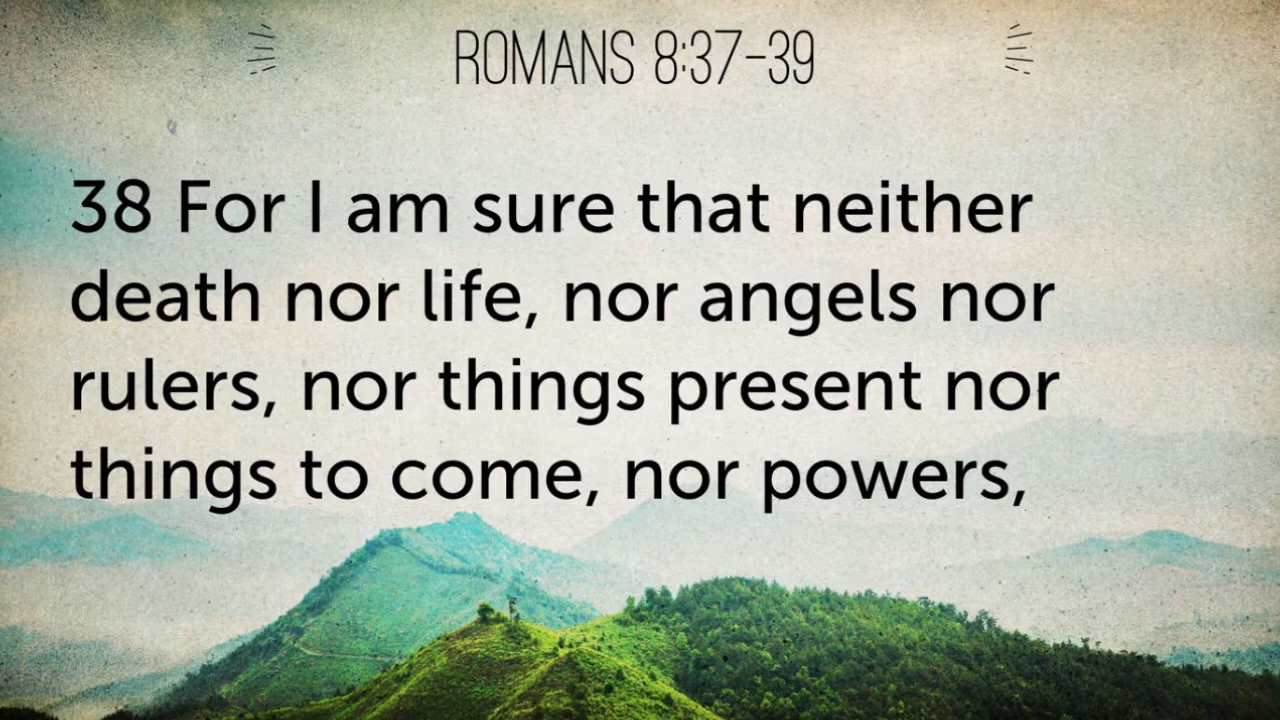 ROMANS 8:37-39
38 For I am sure that neither
death nor life, nor angels nor
rulers, nor things present nor
things to come, nor powers,